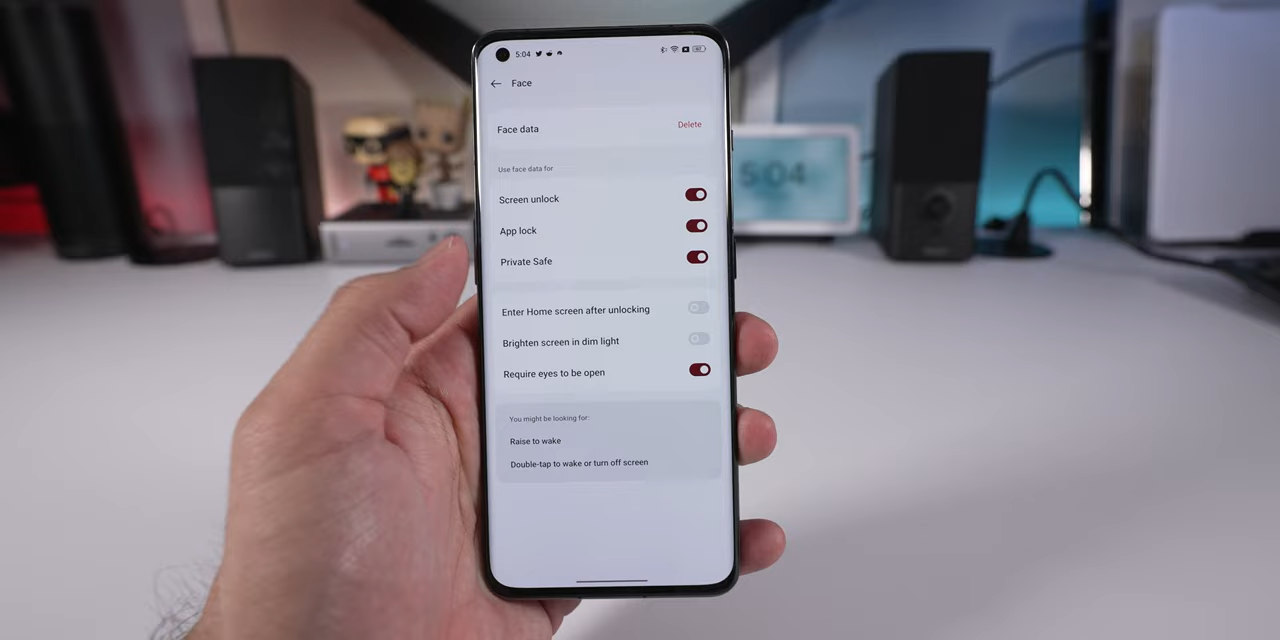 5:04
Face
Face data
Delete
Use face data for
Screen unlock
App lock
Private Safe
Enter Home screen after unlocking
Brighten screen in dim light
Require eyes to be open
You might be looking for:
Raise to wake
Double-tap to wake or turn off screen
5:04